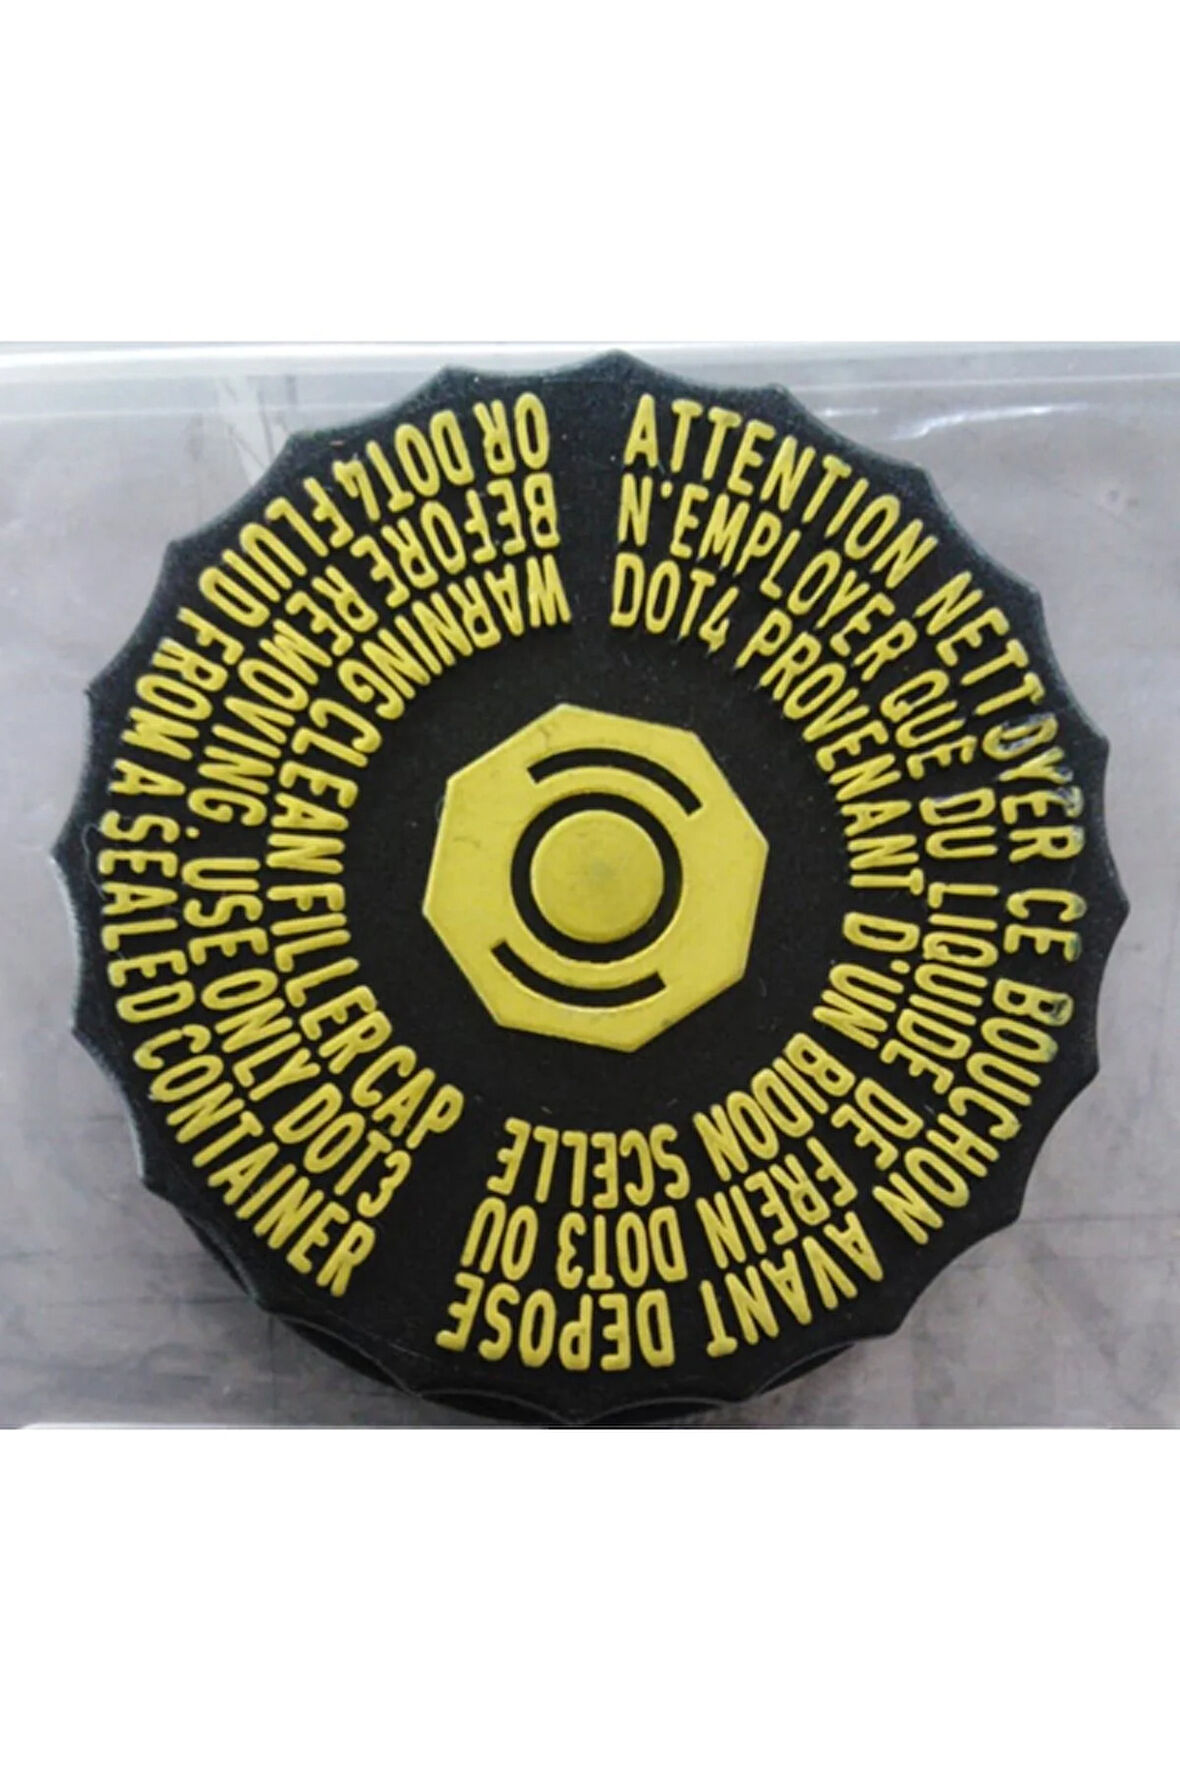 ATTENTION NETTOYER CE BOUCHON AVANT DEPOSE
N'EMPLOYER QUE DU LIQUIDE DE FREIN DOT3 OU
DOT4 PROVENANT D'UN BIDON SCELLE
WARNING CLEAN FILLER CAP
BEFORE REMOVING. USE ONLY DOT3
OR DOT4 FLUID FROM A SEALED CONTAINER